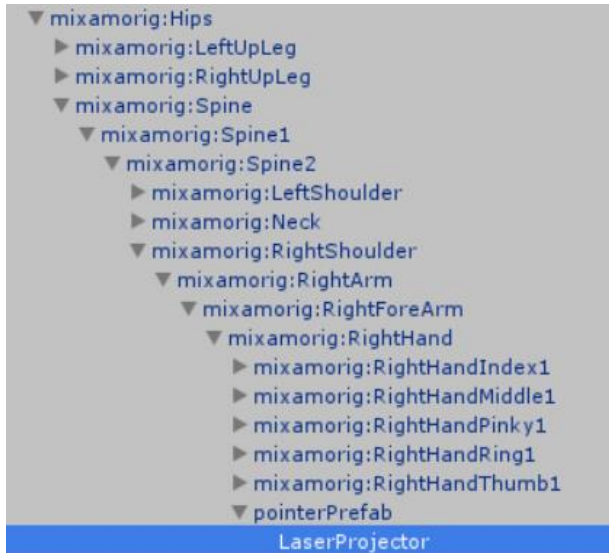 mixamorig:Hips
mixamorig:LeftUpLeg
mixamorig:RightUpLeg
mixamorig:Spine
mixamorig:Spine1
mixamorig:Spine2
mixamorig:LeftShoulder
mixamorig:Neck
mixamorig:RightShoulder
mixamorig:RightArm
mixamorig:RightForeArm
mixamorig:RightHand
mixamorig:RightHandIndex1
mixamorig:RightHandMiddle1
mixamorig:RightHandPinky1
mixamorig:RightHandRing1
mixamorig:RightHandThumb1
pointerPrefab
LaserProjector